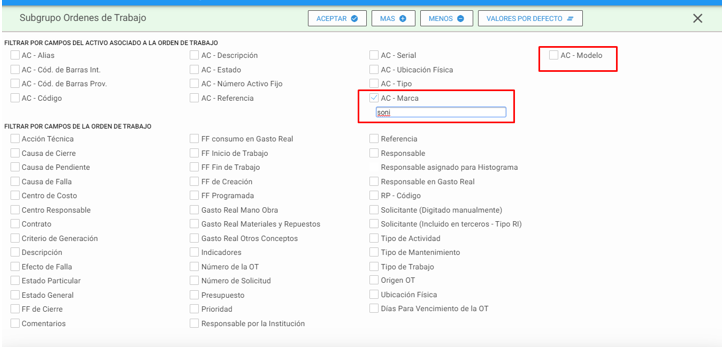 Subgrupo Ordenes de Trabajo
ACEPTAR
MAS
MENOS
VALORES POR DEFECTO
FILTRAR POR CAMPOS DEL ACTIVO ASOCIADO A LA ORDEN DE TRABAJO
AC - Alias
AC - Cód. de Barras Int.
AC - Cód. de Barras Prov.
AC - Código
AC - Descripción
AC - Estado
AC - Número Activo Fijo
AC - Referencia
AC - Serial
AC - Ubicación Física
AC - Tipo
AC - Marca
soni
AC - Modelo
FILTRAR POR CAMPOS DE LA ORDEN DE TRABAJO
Acción Técnica
Causa de Cierre
Causa de Pendiente
Causa de Falla
Centro de Costo
Centro Responsable
Contrato
Criterio de Generación
Descripción
Efecto de Falla
Estado Particular
Estado General
FF de Cierre
Comentarios
FF consumo en Gasto Real
FF Inicio de Trabajo
FF Fin de Trabajo
FF de Creación
FF Programada
Gasto Real Mano Obra
Gasto Real Materiales y Repuestos
Gasto Real Otros Conceptos
Indicadores
Número de la OT
Número de Solicitud
Presupuesto
Prioridad
Responsable por la Institución
Referencia
Responsable
Responsable asignado para Histograma
Responsable en Gasto Real
RP - Código
Solicitante (Digitado manualmente)
Solicitante (Incluido en terceros - Tipo RI)
Tipo de Actividad
Tipo de Mantenimiento
Tipo de Trabajo
Origen OT
Ubicación Física
Días Para Vencimiento de la OT